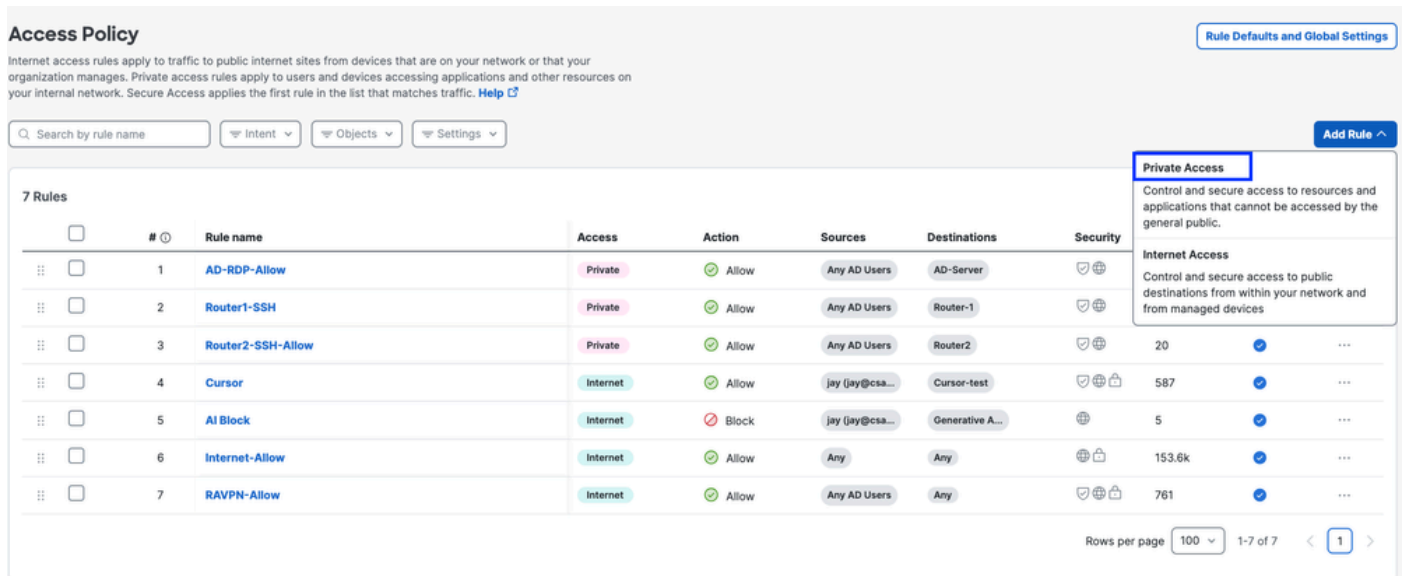 Access Policy
Rule Defaults and Global Settings
Internet access rules apply to traffic to public internet sites from devices that are on your network or that your
organization manages. Private access rules apply to users and devices accessing applications and other resources on
your internal network. Secure Access applies the first rule in the list that matches traffic. Help
Search by rule name Intent Objects Settings Add Rule
Private Access
Control and secure access to resources and
applications that cannot be accessed by the
general public.
Internet Access
Control and secure access to public
destinations from within your network and
from managed devices
7 Rules
# Rule name Access Action Sources Destinations Security
1 AD-RDP-Allow Private Allow Any AD Users AD-Server
2 Router1-SSH Private Allow Any AD Users Router-1
3 Router2-SSH-Allow Private Allow Any AD Users Router2 20 ...
4 Cursor Internet Allow jay (jay@csa... Cursor-test 587 ...
5 AI Block Internet Block jay (jay@csa... Generative A... 5 ...
6 Internet-Allow Internet Allow Any Any 153.6k ...
7 RAVPN-Allow Internet Allow Any AD Users Any 761 ...
Rows per page 100 1-7 of 7 < 1 >